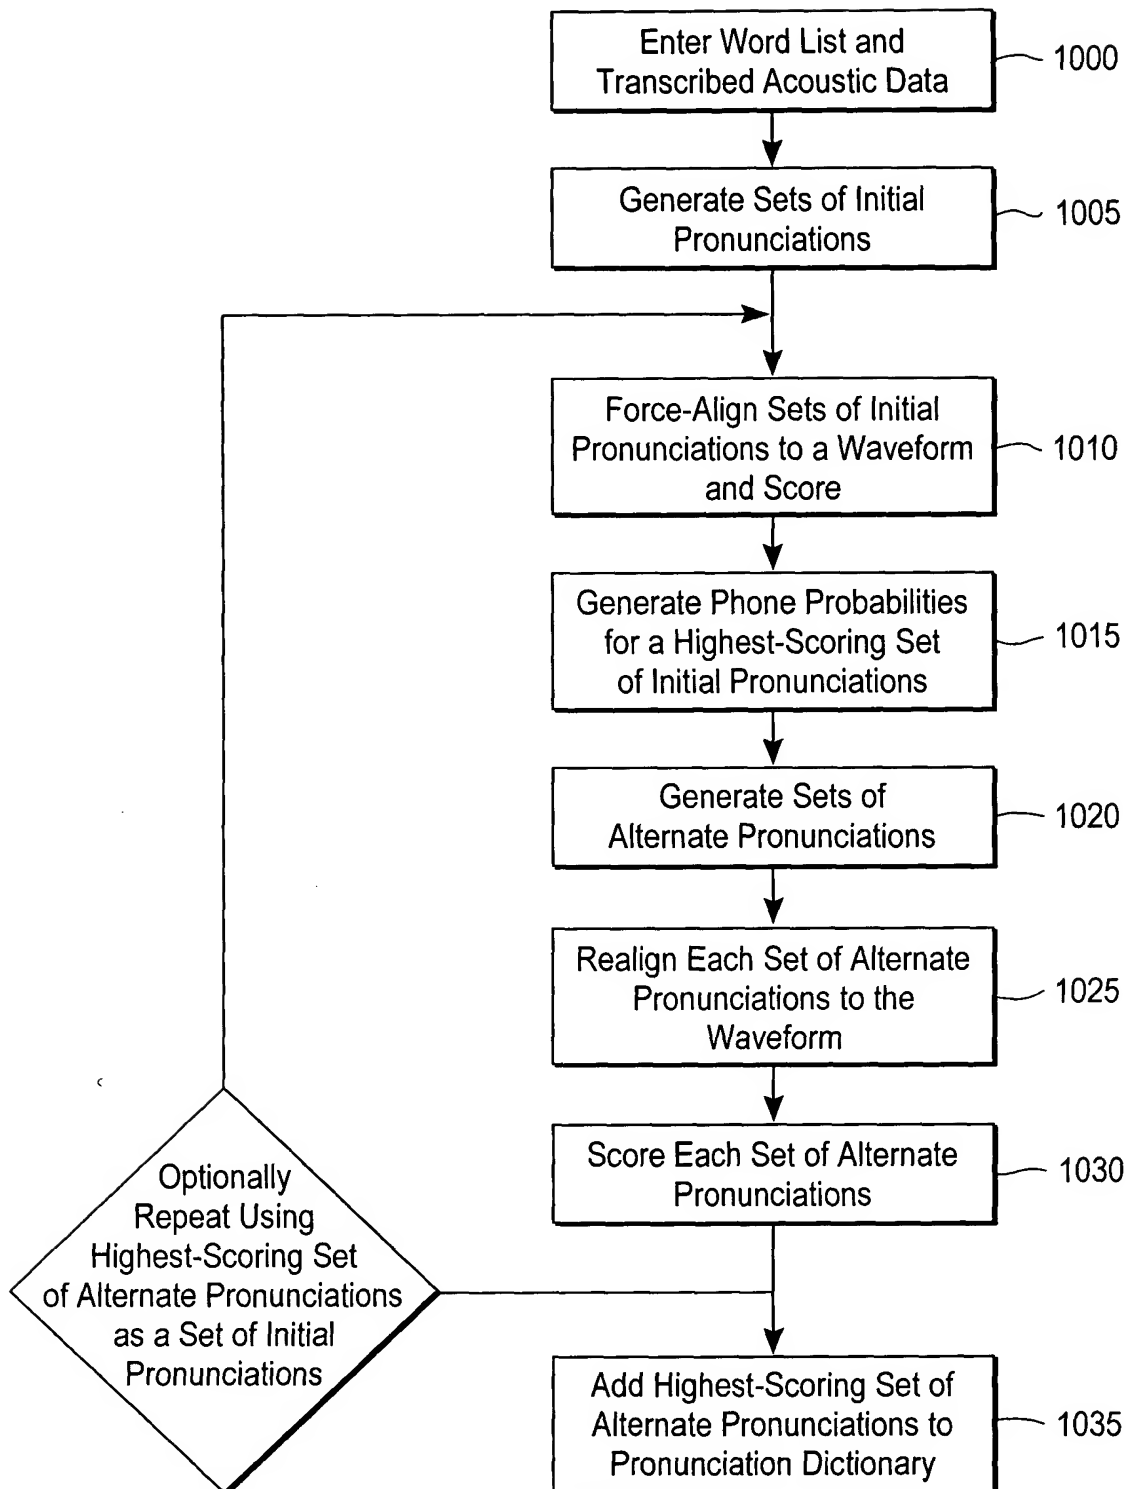 Enter Word List and
Transcribed Acoustic Data
1000
Generate Sets of Initial
Pronunciations
1005
Force-Align Sets of Initial
Pronunciations to a Waveform
and Score
1010
Generate Phone Probabilities
for a Highest-Scoring Set
of Initial Pronunciations
1015
Generate Sets of
Alternate Pronunciations
1020
Realign Each Set of Alternate
Pronunciations to the
Waveform
1025
Score Each Set of Alternate
Pronunciations
1030
Optionally
Repeat Using
Highest-Scoring Set
of Alternate Pronunciations
as a Set of Initial
Pronunciations
Add Highest-Scoring Set of
Alternate Pronunciations to
Pronunciation Dictionary
1035